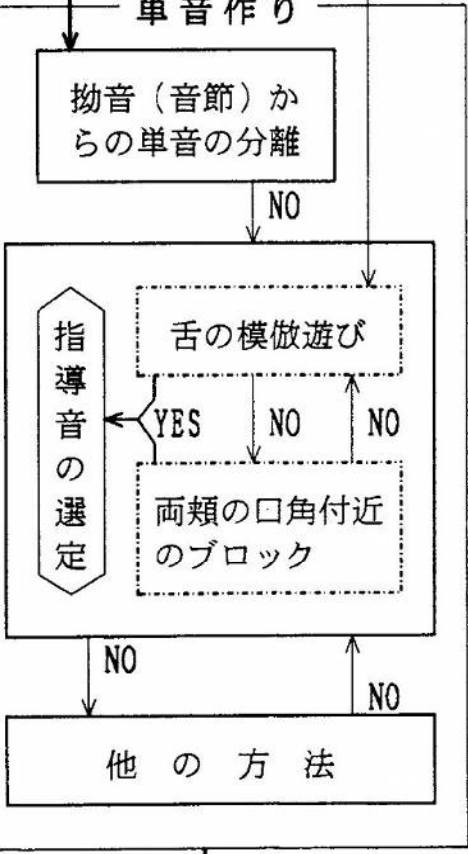 単音作り
拗音（音節）か
らの単音の分離
NO
舌の模倣遊び
指導音の選定
YES
NO
NO
両頬の口角付近
のブロック
NO
NO
他の方法